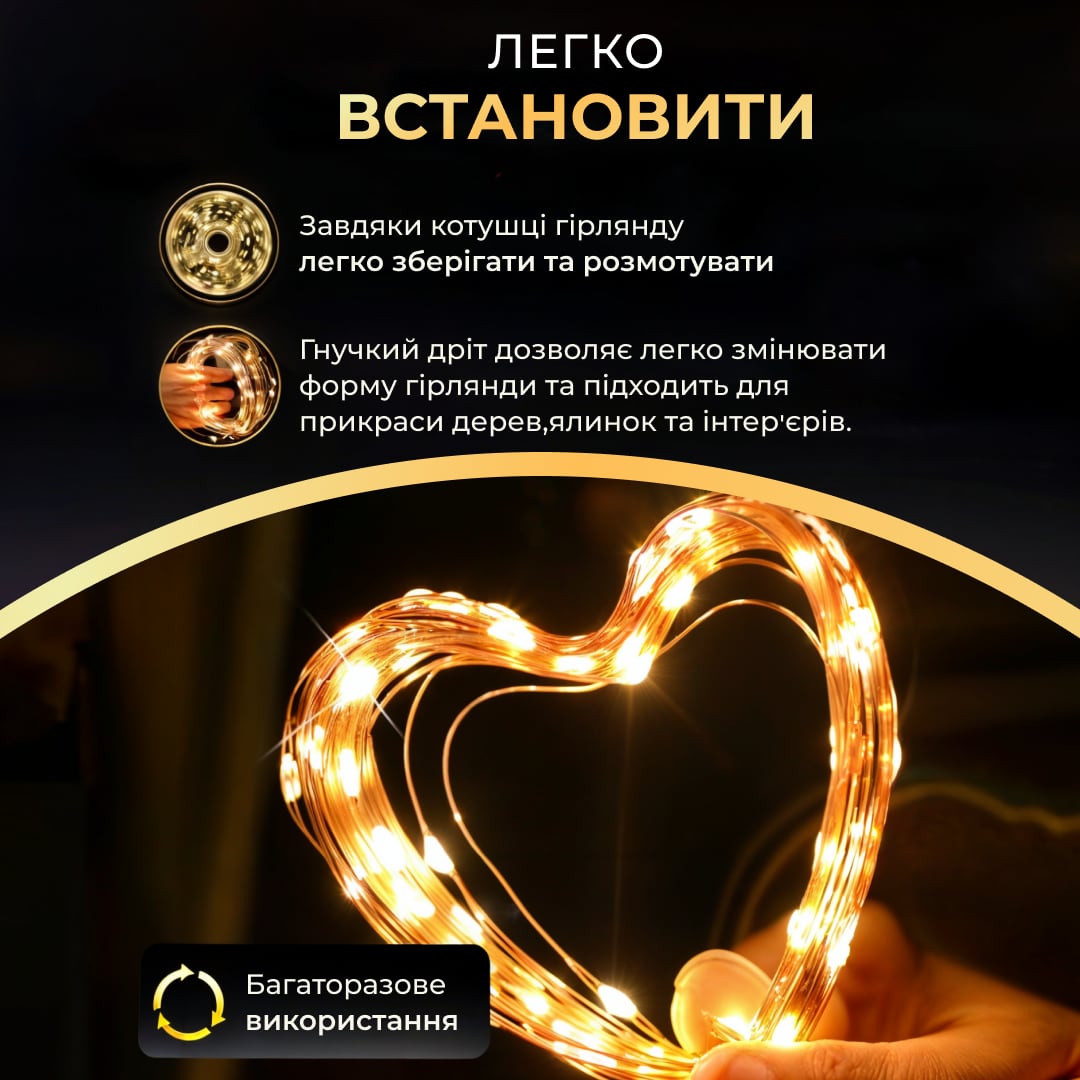 ЛЕГКО
ВСТАНОВИТИ
Завдяки котушці гірлянду
легко зберігати та розмотувати
Гнучкий дріт дозволяє легко змінювати
форму гірлянди та підходить для
прикраси дерев,ялинок та інтер'єрів.
Багаторазове
використання